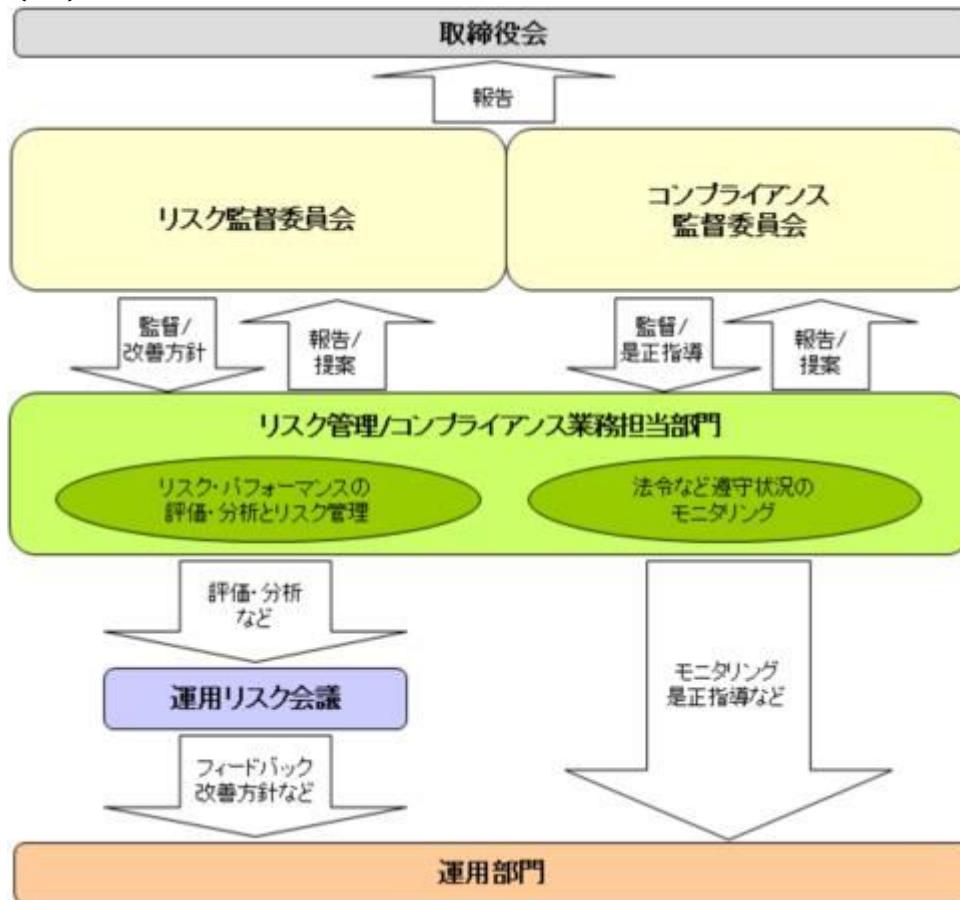 取締役会
報告
リスク監督委員会
コンプライアンス
監督委員会
監督/
改善方針
報告/
提案
監督/
是正指導
報告/
提案
リスク管理/コンプライアンス業務担当部門
リスク・パフォーマンスの
評価・分析とリスク管理
法令など遵守状況の
モニタリング
評価・分析
など
運用リスク会議
フィードバック
改善方針など
モニタリング
是正指導など
運用部門